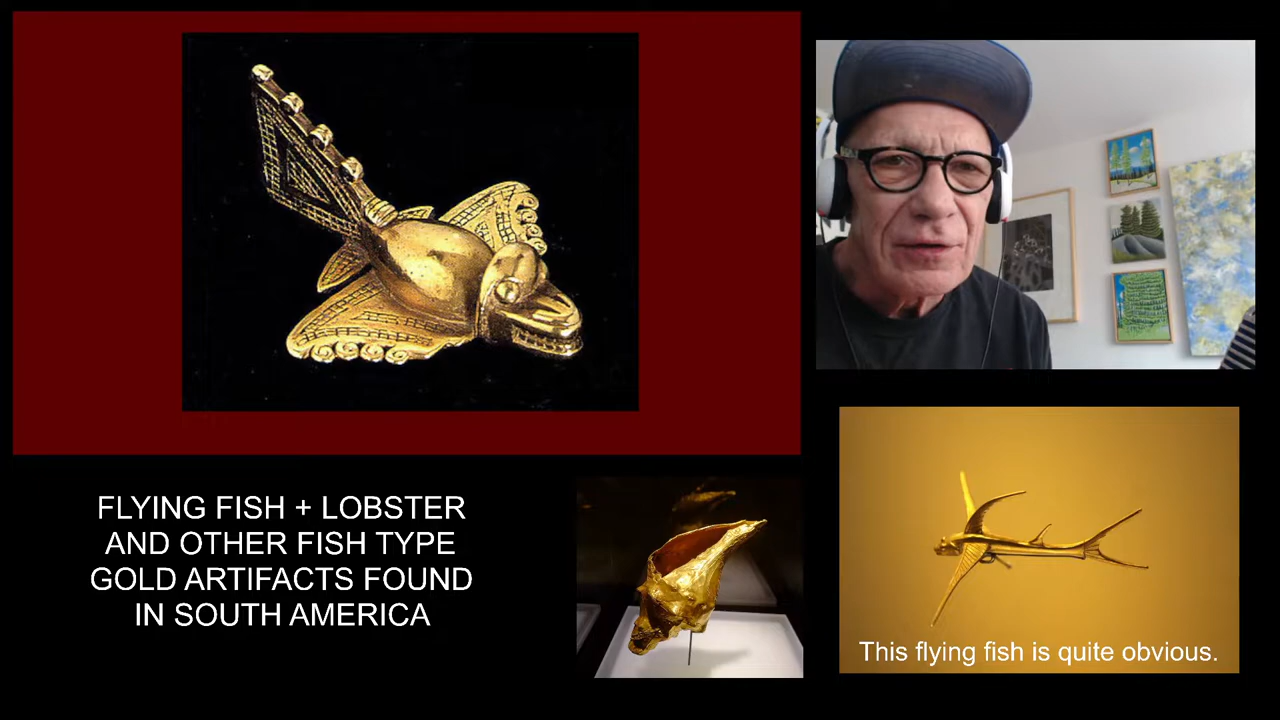 FLYING FISH + LOBSTER
AND OTHER FISH TYPE
GOLD ARTIFACTS FOUND
IN SOUTH AMERICA
This flying fish is quite obvious.